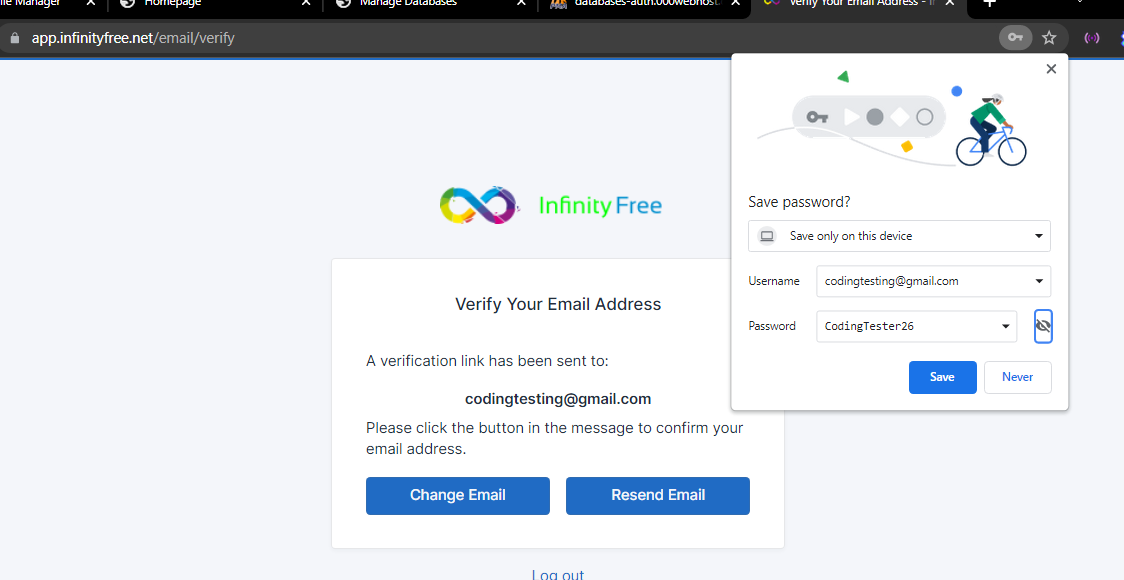 ile Manager
Homepage
Manage Databases
databases-auth.000webhost.
Verify Your Email Address - I
app.infinityfree.net/email/verify
Infinity Free
Verify Your Email Address
A verification link has been sent to:
codingtesting@gmail.com
Please click the button in the message to confirm your
email address.
Change Email
Resend Email
Log out
Save password?
Save only on this device
Username
codingtesting@gmail.com
Password
CodingTester26
Save
Never